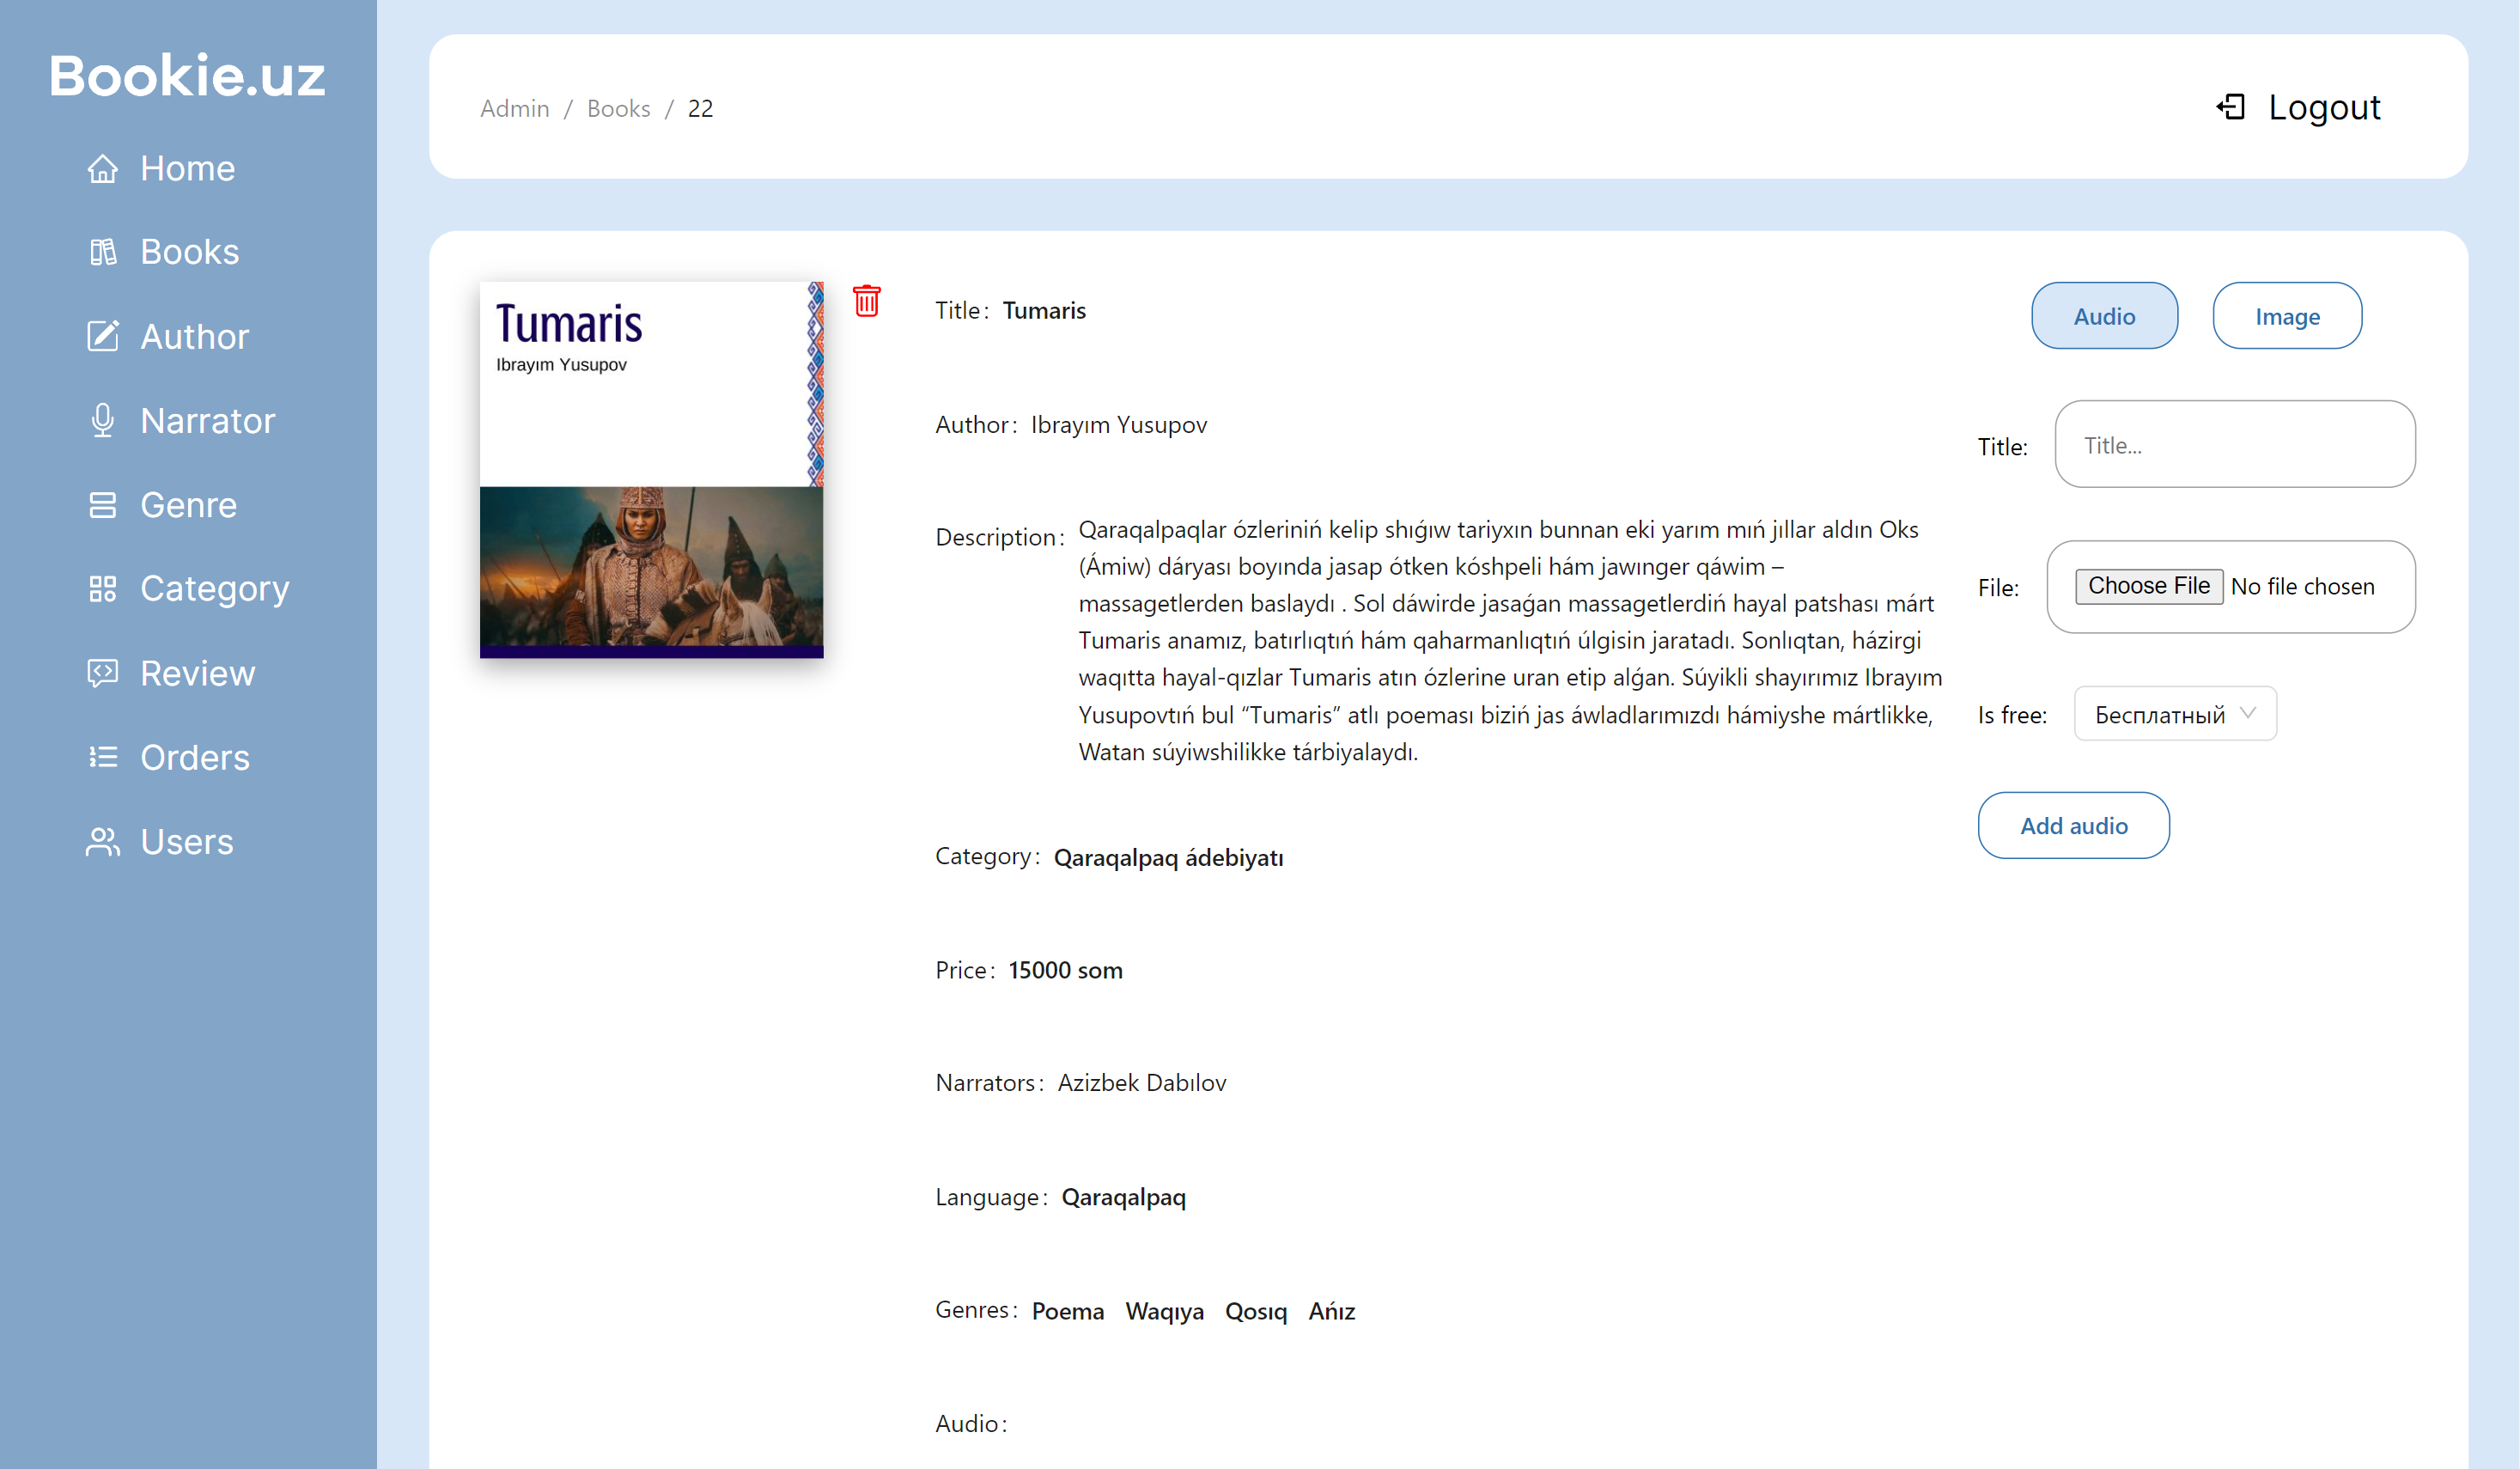 Bookie.uz
Home
Books
Author
Narrator
Genre
Category
Review
Orders
Users
Admin / Books / 22
Logout
Tumaris
Ibrayım Yusupov
Title: Tumaris
Author: Ibrayım Yusupov
Description: Qaraqalpaqlar ózleriniń kelip shıǵıw tariyxın bunnan eki yarım mıń jıllar aldın Oks
(Ámiw) dáryası boyında jasap ótken kóshpeli hám jawınger qáwim –
massagetlerden baslaydı . Sol dáwirde jasaǵan massagetlerdiń hayal patshası márt
Tumaris anamız, batırlıqtıń hám qaharmanlıqtıń úlgisin jaratadı. Sonlıqtan, házirgi
waqıtta hayal-qızlar Tumaris atın ózlerine uran etip alǵan. Súyikli shayırımız Ibrayım
Yusupovtıń bul “Tumaris” atlı poeması biziń jas áwladlarımızdı hámiyshe mártlikke,
Watan súyiwshilikke tárbiyalaydı.
Category: Qaraqalpaq ádebiyatı
Price: 15000 som
Narrators: Azizbek Dabılov
Language: Qaraqalpaq
Genres: Poema Waqıya Qosıq Ańız
Audio:
Audio Image
Title: Title...
File: Choose File No file chosen
Is free: Бесплатный
Add audio